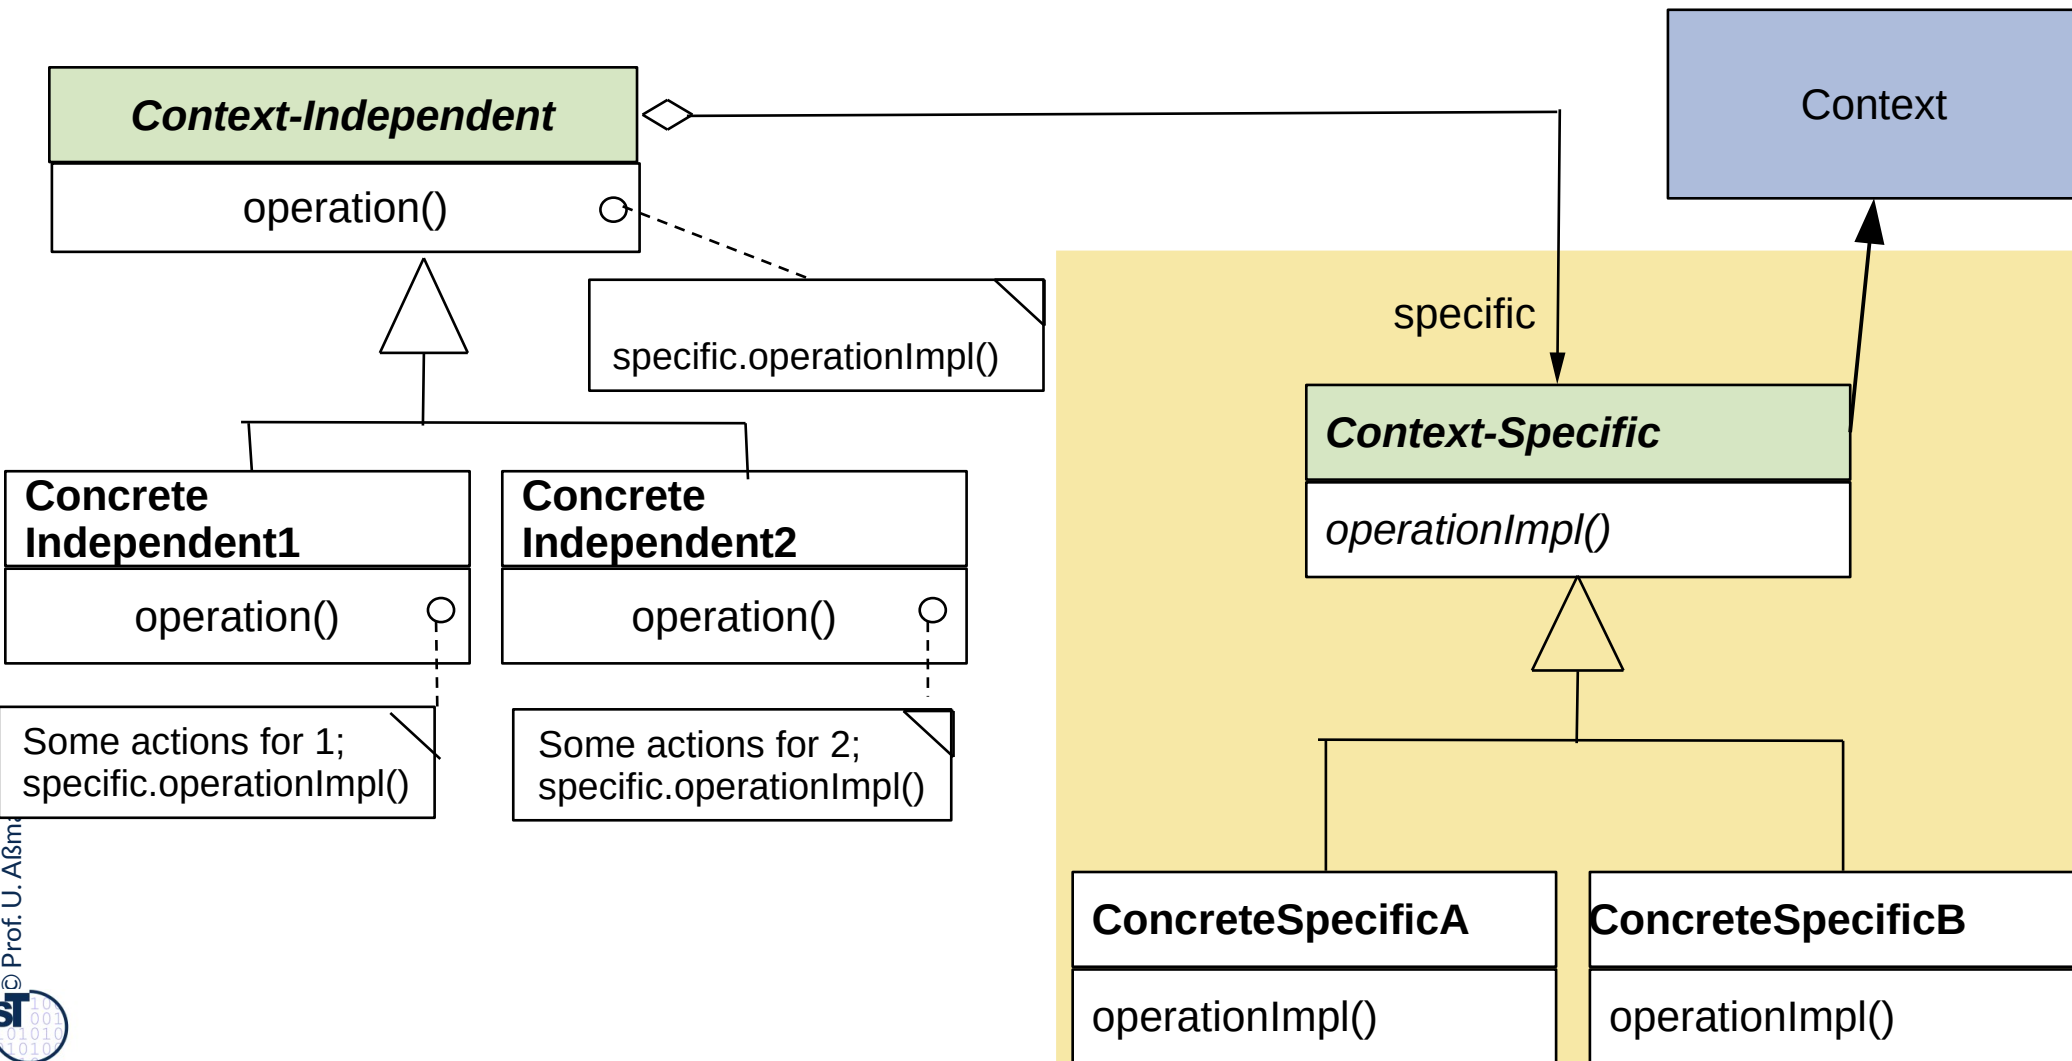 Context-Independent
operation()
Context
specific.operationImpl()
specific
Concrete
Independent1
operation()
Concrete
Independent2
operation()
Context-Specific
operationImpl()
Some actions for 1;
specific.operationImpl()
Some actions for 2;
specific.operationImpl()
ConcreteSpecificA
operationImpl()
ConcreteSpecificB
operationImpl()
© Prof. U.